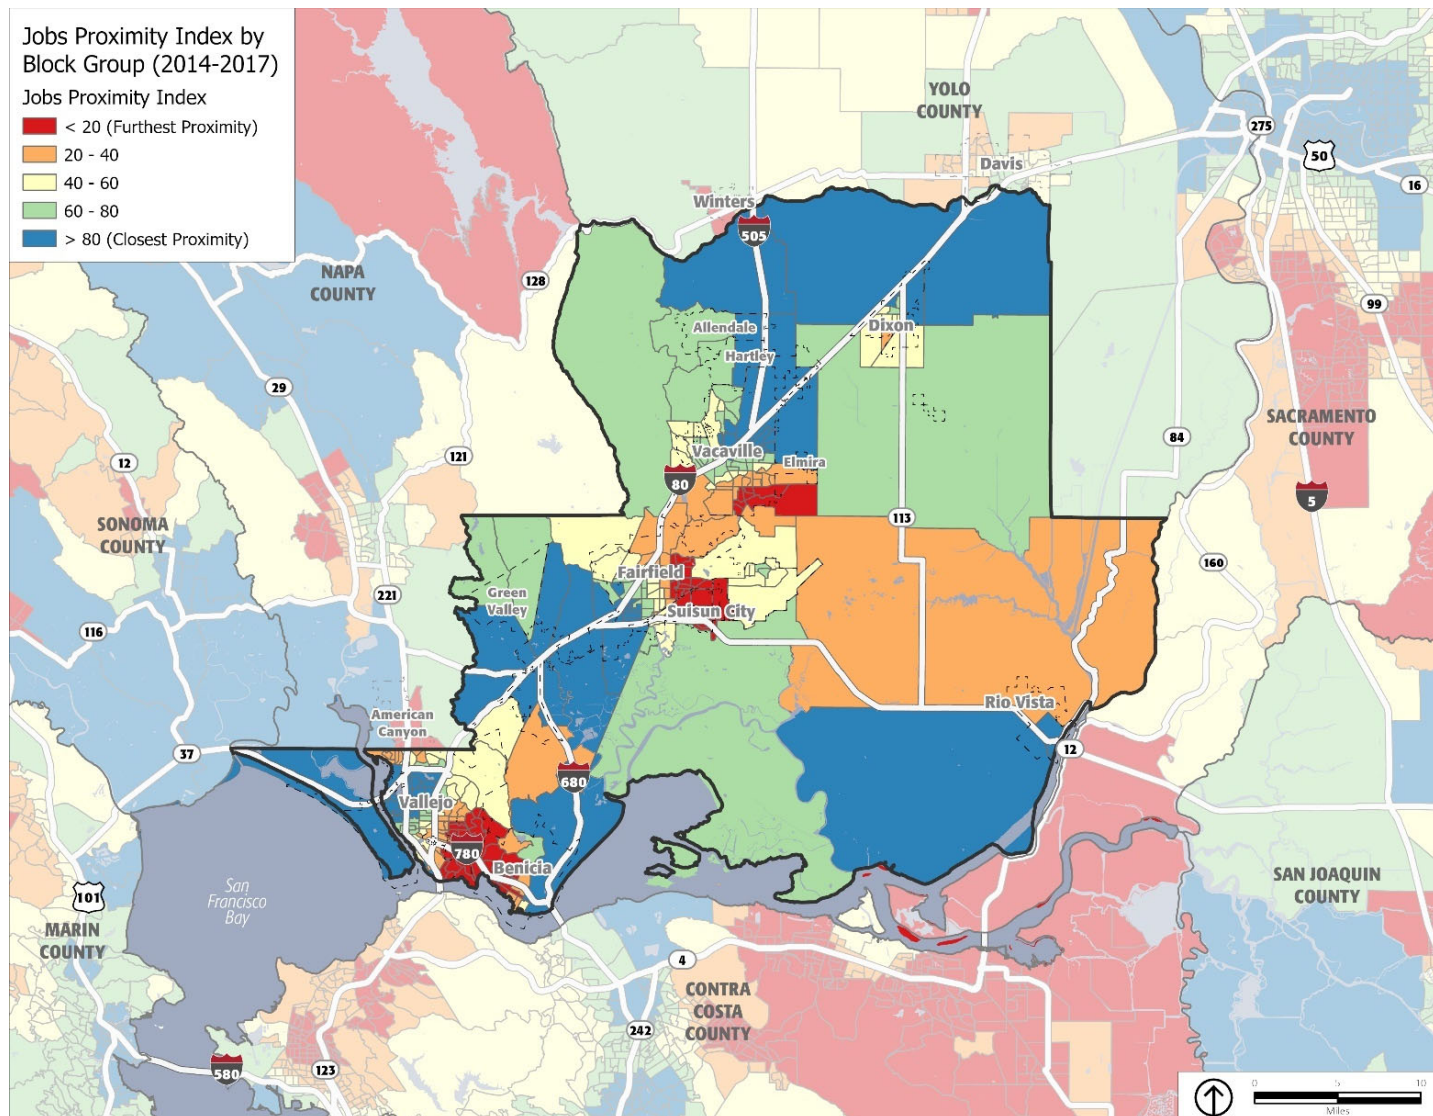 Jobs Proximity Index by
Block Group (2014-2017)
Jobs Proximity Index
< 20 (Furthest Proximity)
20 - 40
40 - 60
60 - 80
> 80 (Closest Proximity)
YOLO
COUNTY
275
50
16
Davis
Winters
505
NAPA
COUNTY
128
99
Allendale
Dixon
Hartley
29
SACRAMENTO
COUNTY
84
12
121
Vacaville
Elmira
80
5
SONOMA
COUNTY
113
160
Fairfield
221
Green
Valley
Suisun City
116
Rio Vista
American
Canyon
37
12
680
Vallejo
780
Benicia
San
Francisco
Bay
101
SAN JOAQUIN
COUNTY
MARIN
COUNTY
4
CONTRA
COSTA
COUNTY
242
580
123
0
5
10
Miles